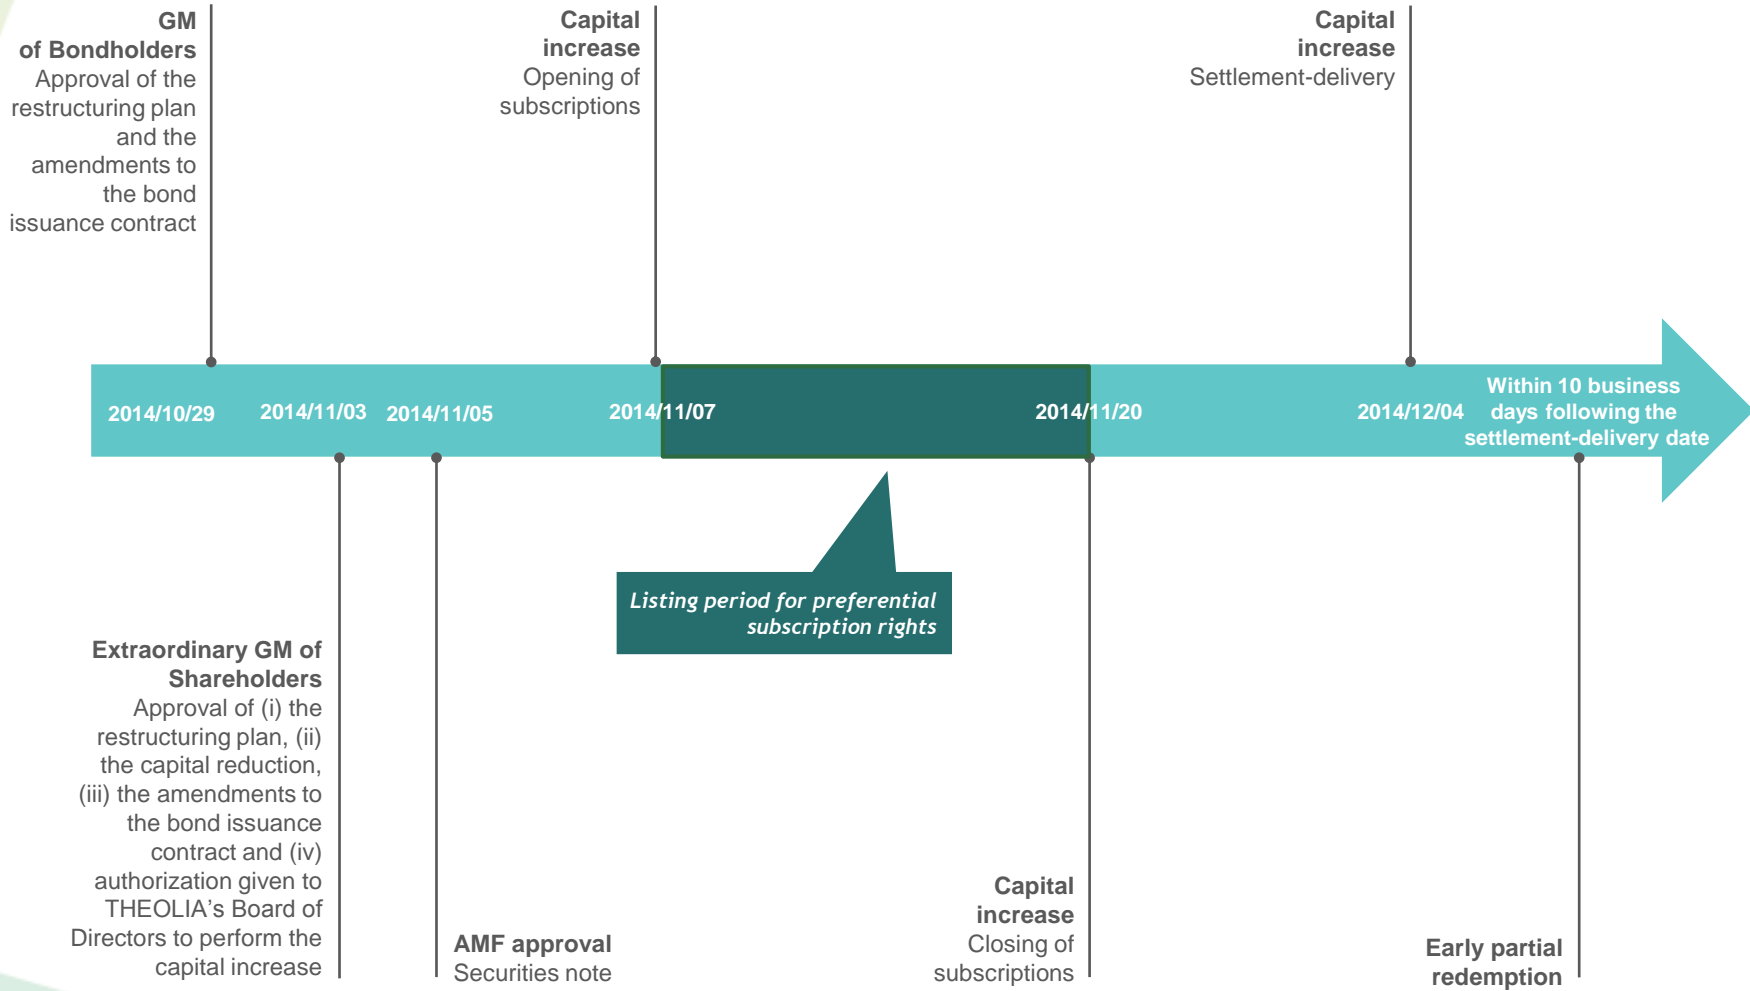 GM
of Bondholders
Approval of the
restructuring plan
and the
amendments to
the bond
issuance contract
Capital
increase
Opening of
subscriptions
Capital
increase
Settlement-delivery
2014/10/29
2014/11/03
2014/11/05
2014/11/07
2014/11/20
2014/12/04
Within 10 business
days following the
settlement-delivery date
Listing period for preferential
subscription rights
Extraordinary GM of
Shareholders
Approval of (i) the
restructuring plan, (ii)
the capital reduction,
(iii) the amendments to
the bond issuance
contract and (iv)
authorization given to
THEOLIA’s Board of
Directors to perform the
capital increase
AMF approval
Securities note
Capital
increase
Closing of
subscriptions
Early partial
redemption